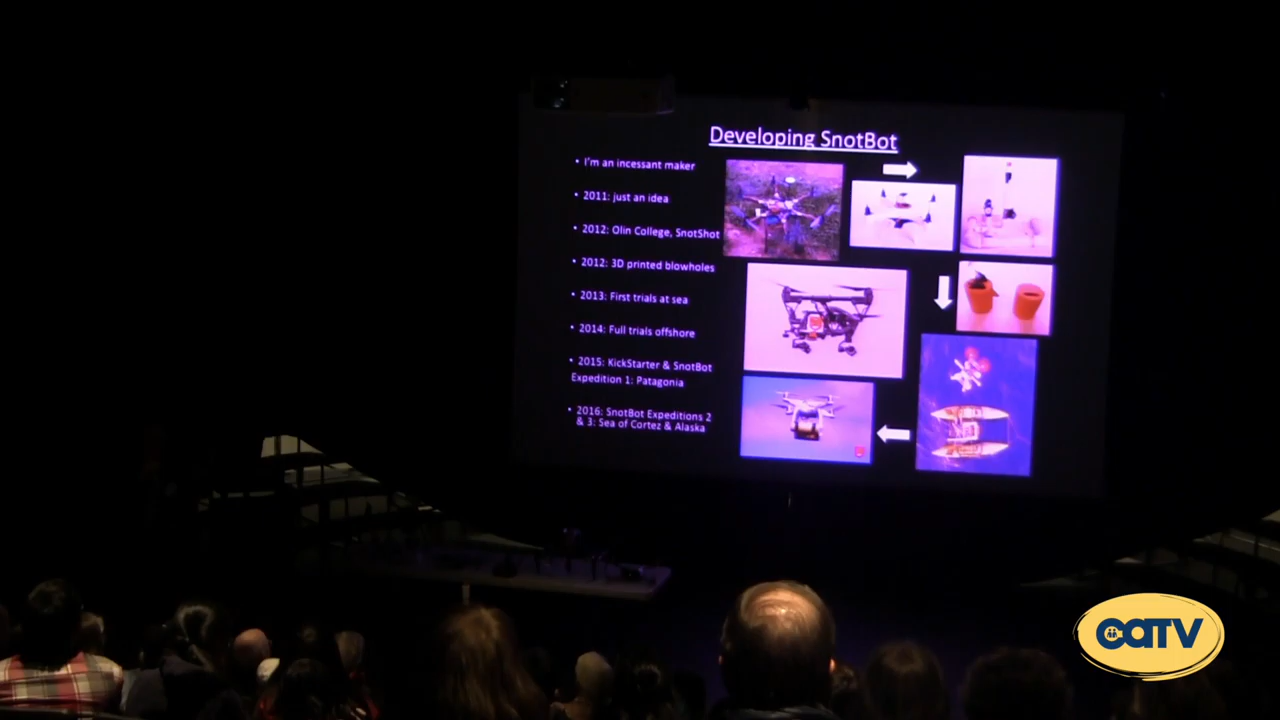 Developing SnotBot
• I'm an incessant maker
• 2011: just an idea
• 2012: Olin College, SnotShot
• 2012: 3D printed blowholes
• 2013: First trials at sea
• 2014: Full trials offshore
• 2015: KickStarter & SnotBot
Expedition 1: Patagonia
• 2016: SnotBot Expeditions 2
& 3: Sea of Cortez & Alaska
CATV